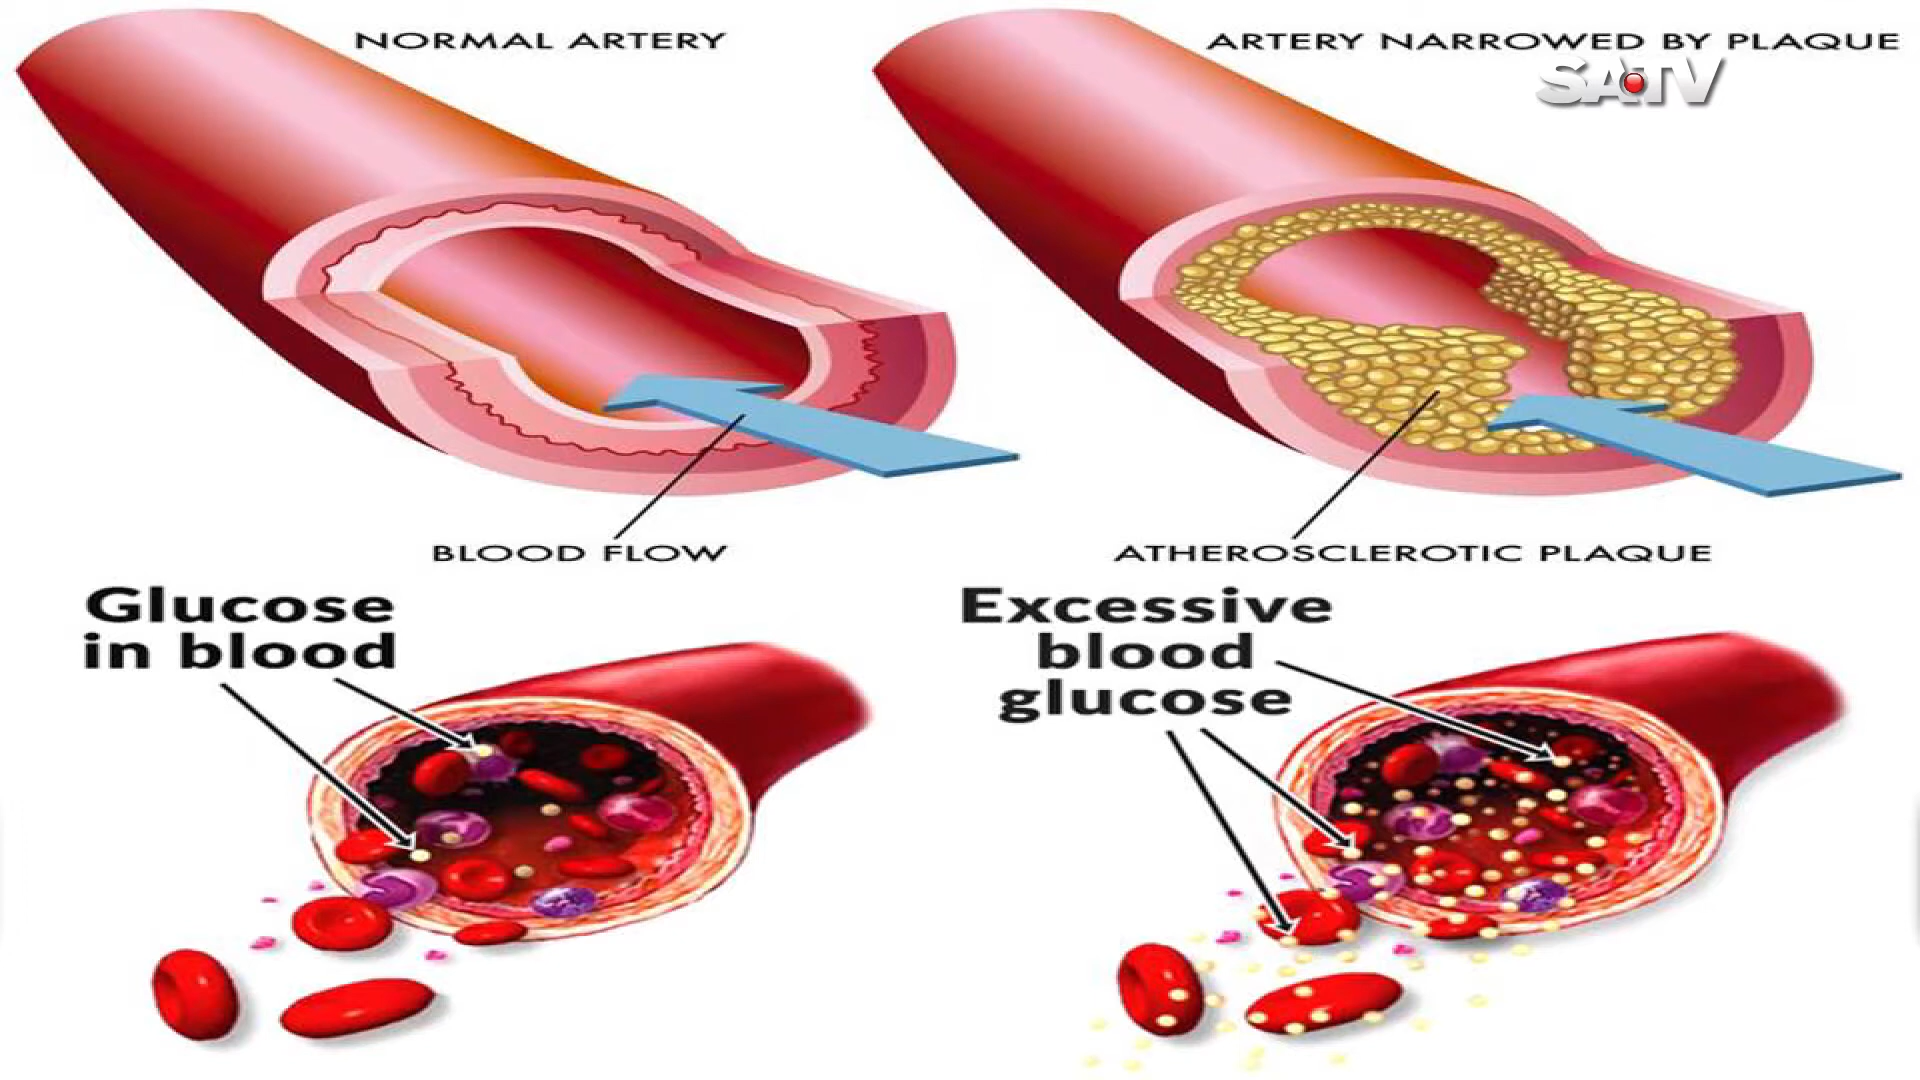 NORMAL ARTERY
ARTERY NARROWED BY PLAQUE
SATV
BLOOD FLOW
ATHEROSCLEROTIC PLAQUE
Glucose
in blood
Excessive
blood
glucose